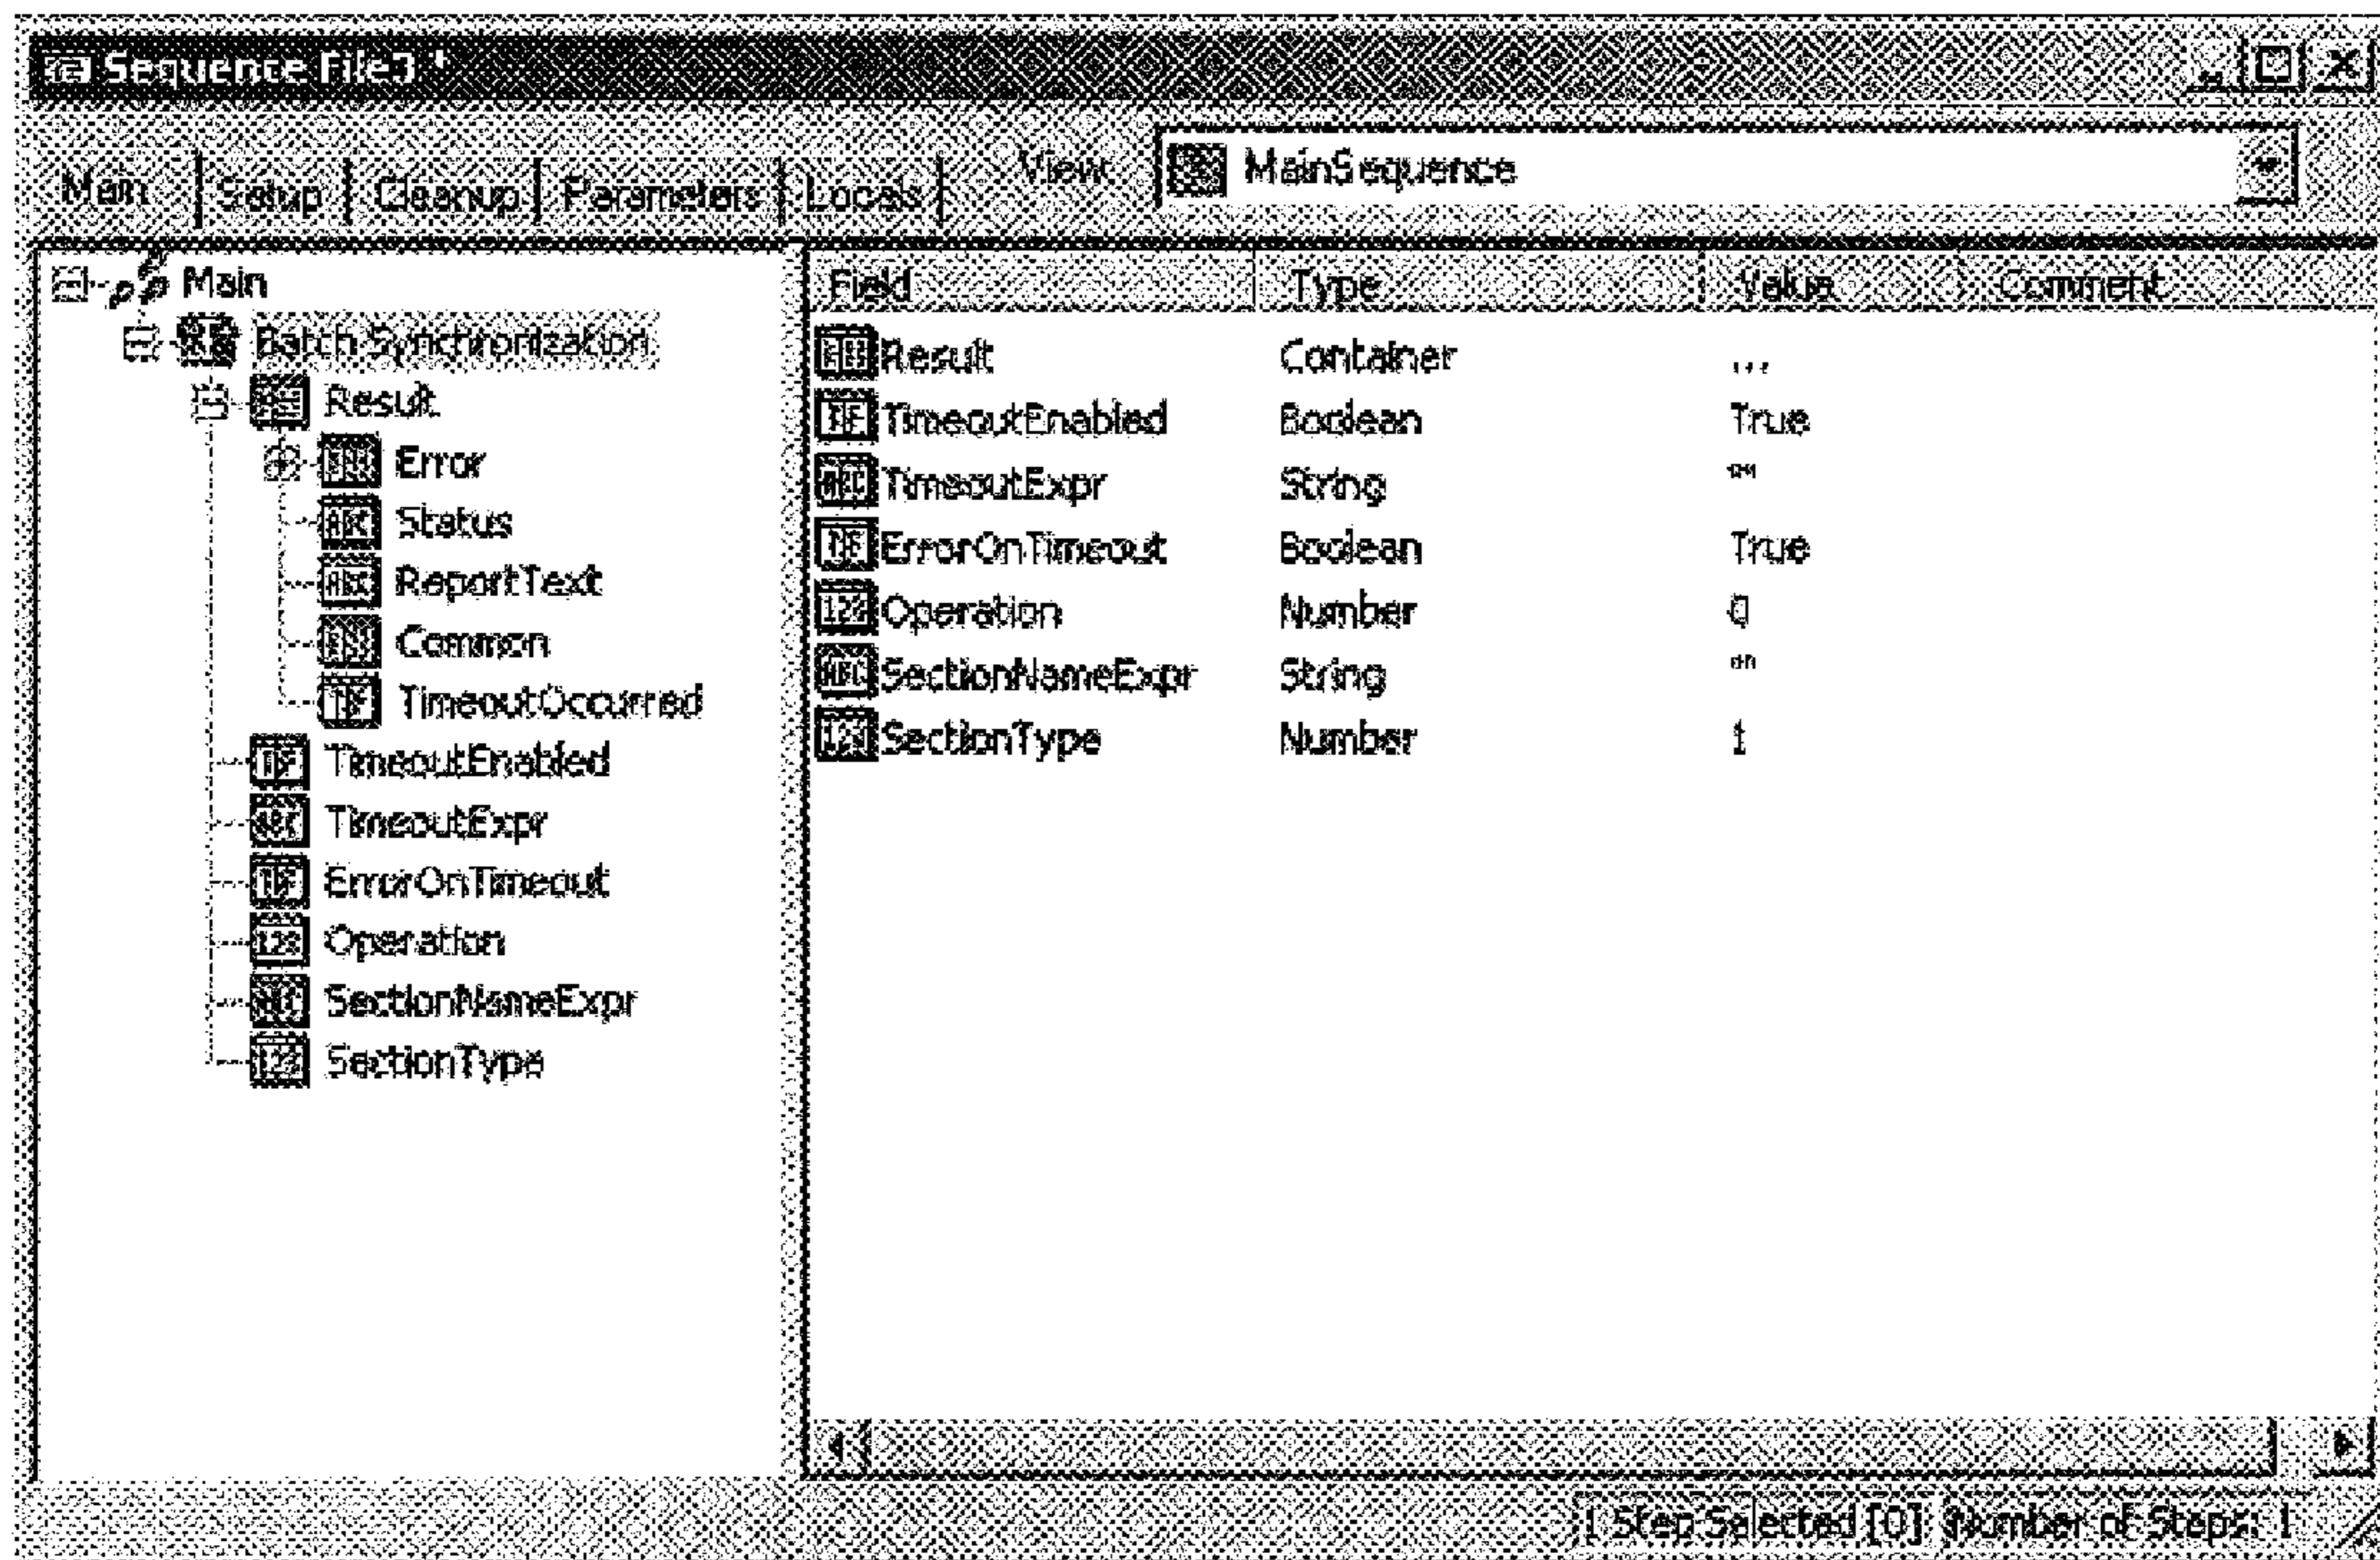 Sequence File3 *
Main Setup Cleanup Parameters Locals View: MainSequence
Main
Batch Synchronization
Result
Error
Status
ReportText
Common
TimeoutOccurred
TimeoutEnabled
TimeoutExpr
ErrorOnTimeout
Operation
SectionNameExpr
SectionType
Field Type Value Comment
Result Container ...
TimeoutEnabled Boolean True
TimeoutExpr String ""
ErrorOnTimeout Boolean True
Operation Number 0
SectionNameExpr String ""
SectionType Number 1
1 Step Selected [0] Number of Steps: 1